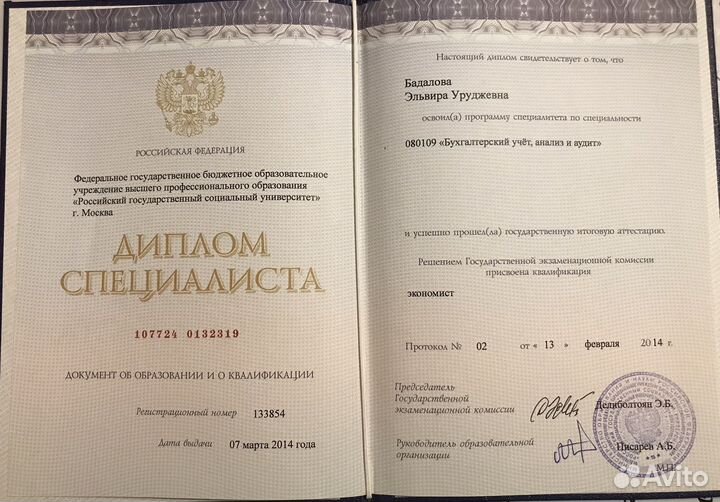 РОССИЙСКАЯ ФЕДЕРАЦИЯ
Федеральное государственное бюджетное образовательное
учреждение высшего профессионального образования
«Российский государственный социальный университет»
г. Москва
ДИПЛОМ
СПЕЦИАЛИСТА
107724 0132319
ДОКУМЕНТ ОБ ОБРАЗОВАНИИ И О КВАЛИФИКАЦИИ
Регистрационный номер 133854
Дата выдачи 07 марта 2014 года
Настоящий диплом свидетельствует о том, что
Бадалова
Эльвира Уруджевна
освоил(а) программу специалитета по специальности
080109 «Бухгалтерский учёт, анализ и аудит»
и успешно прошел(ла) государственную итоговую аттестацию.
Решением Государственной экзаменационной комиссии
присвоена квалификация
экономист
Протокол № 02 от « 13 » февраля 2014 г.
Председатель
Государственной
экзаменационной комиссии Делиболтоян Э.Б.
Руководитель образовательной
организации Писарев А.Б.
М.П.
Avito